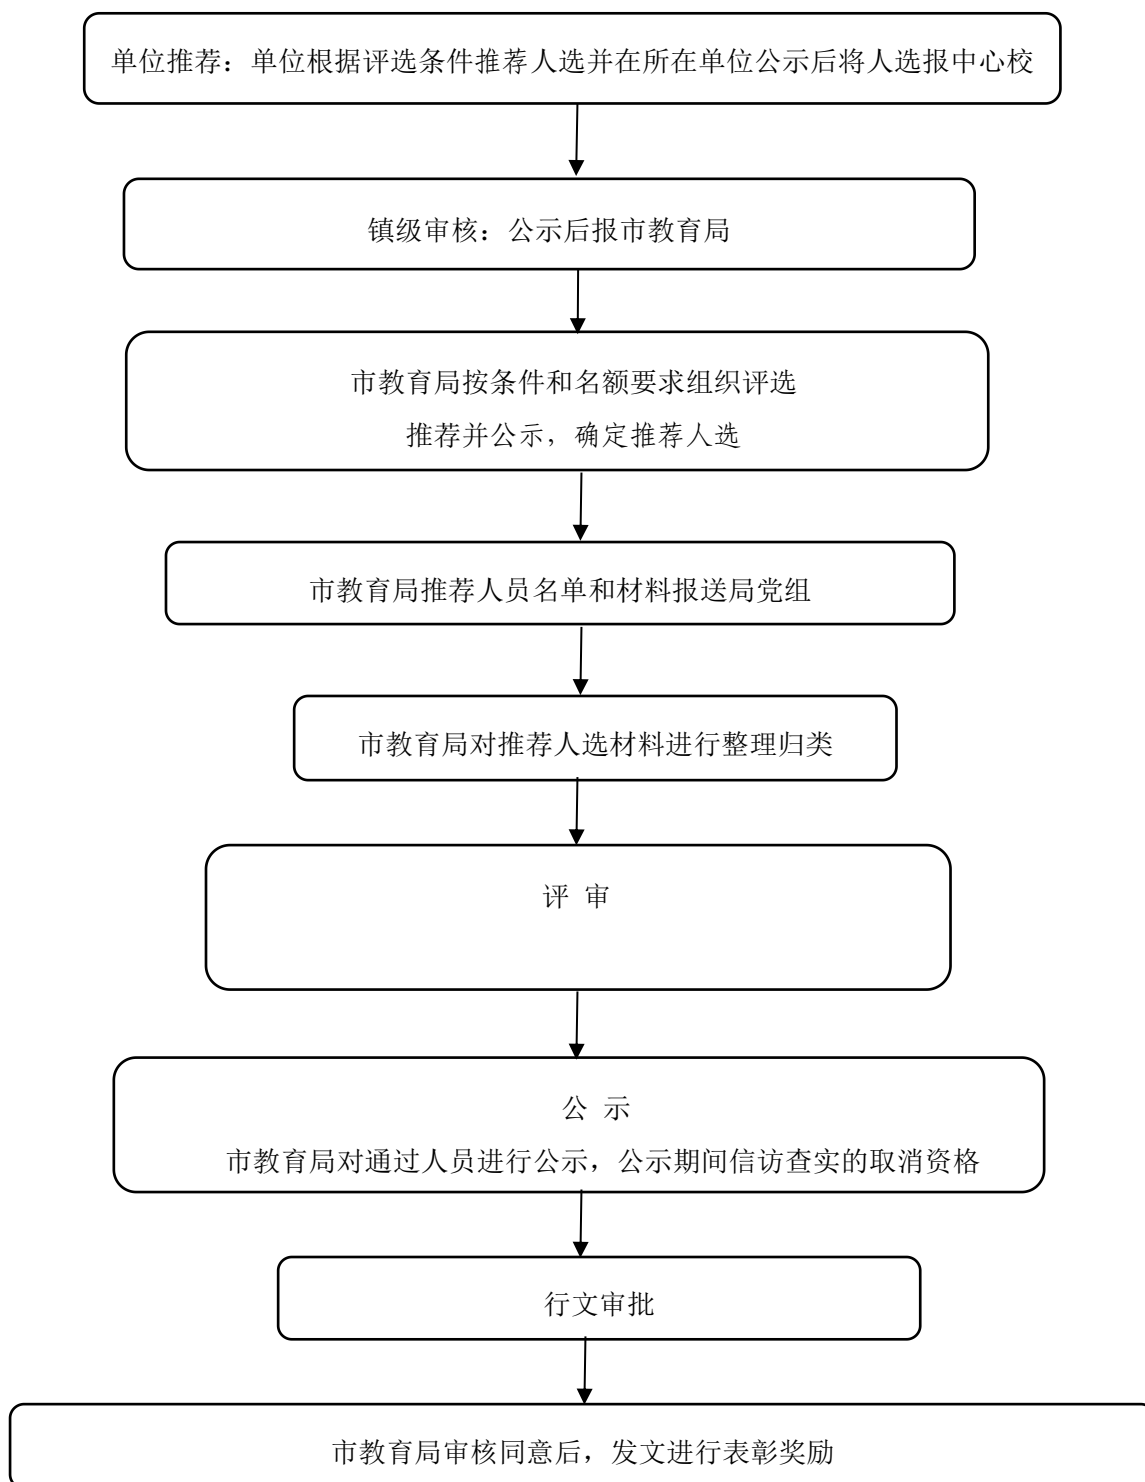 单位推荐：单位根据评选条件推荐人选并在所在单位公示后将人选报中心校
镇级审核：公示后报市教育局
市教育局按条件和名额要求组织评选
推荐并公示，确定推荐人选
市教育局推荐人员名单和材料报送局党组
市教育局对推荐人选材料进行整理归类
评 审
公 示
市教育局对通过人员进行公示，公示期间信访查实的取消资格
行文审批
市教育局审核同意后，发文进行表彰奖励